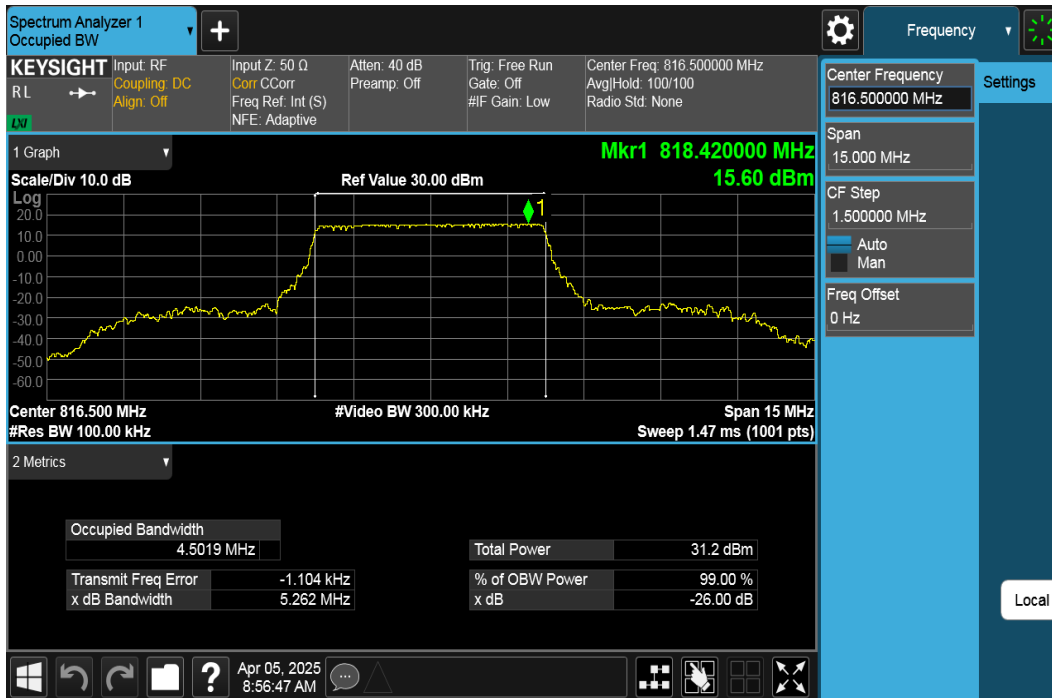 Spectrum Analyzer 1
Occupied BW
Frequency
KEYSIGHT
RL
LXI
Input: RF
Coupling: DC
Align: Off
Input Z: 50 Ω
Corr CCorr
Freq Ref: Int (S)
NFE: Adaptive
Atten: 40 dB
Preamp: Off
Trig: Free Run
Gate: Off
#IF Gain: Low
Center Freq: 816.500000 MHz
Avg|Hold: 100/100
Radio Std: None
Center Frequency
816.500000 MHz
Settings
Span
15.000 MHz
CF Step
1.500000 MHz
Auto
Man
Freq Offset
0 Hz
Local
1 Graph
Mkr1 818.420000 MHz
15.60 dBm
Scale/Div 10.0 dB
Ref Value 30.00 dBm
Log
1
20.0
10.0
0.00
-10.0
-20.0
-30.0
-40.0
-50.0
-60.0
Center 816.500 MHz
#Video BW 300.00 kHz
Span 15 MHz
#Res BW 100.00 kHz
Sweep 1.47 ms (1001 pts)
2 Metrics
Occupied Bandwidth
4.5019 MHz
Total Power 31.2 dBm
Transmit Freq Error -1.104 kHz
% of OBW Power 99.00 %
x dB Bandwidth 5.262 MHz
x dB -26.00 dB
Apr 05, 2025
8:56:47 AM